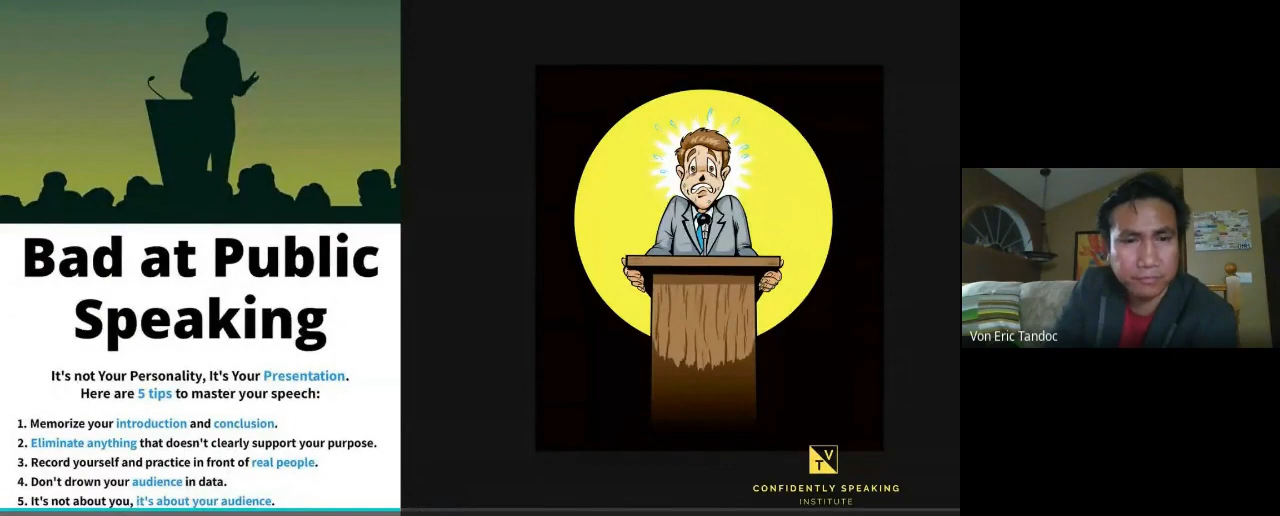 Bad at Public
Speaking
It's not Your Personality, It's Your Presentation.
Here are 5 tips to master your speech:
1. Memorize your introduction and conclusion.
2. Eliminate anything that doesn't clearly support your purpose.
3. Record yourself and practice in front of real people.
4. Don't drown your audience in data.
5. It's not about you, it's about your audience.
V
T
CONFIDENTLY SPEAKING
INSTITUTE
Von Eric Tandoc